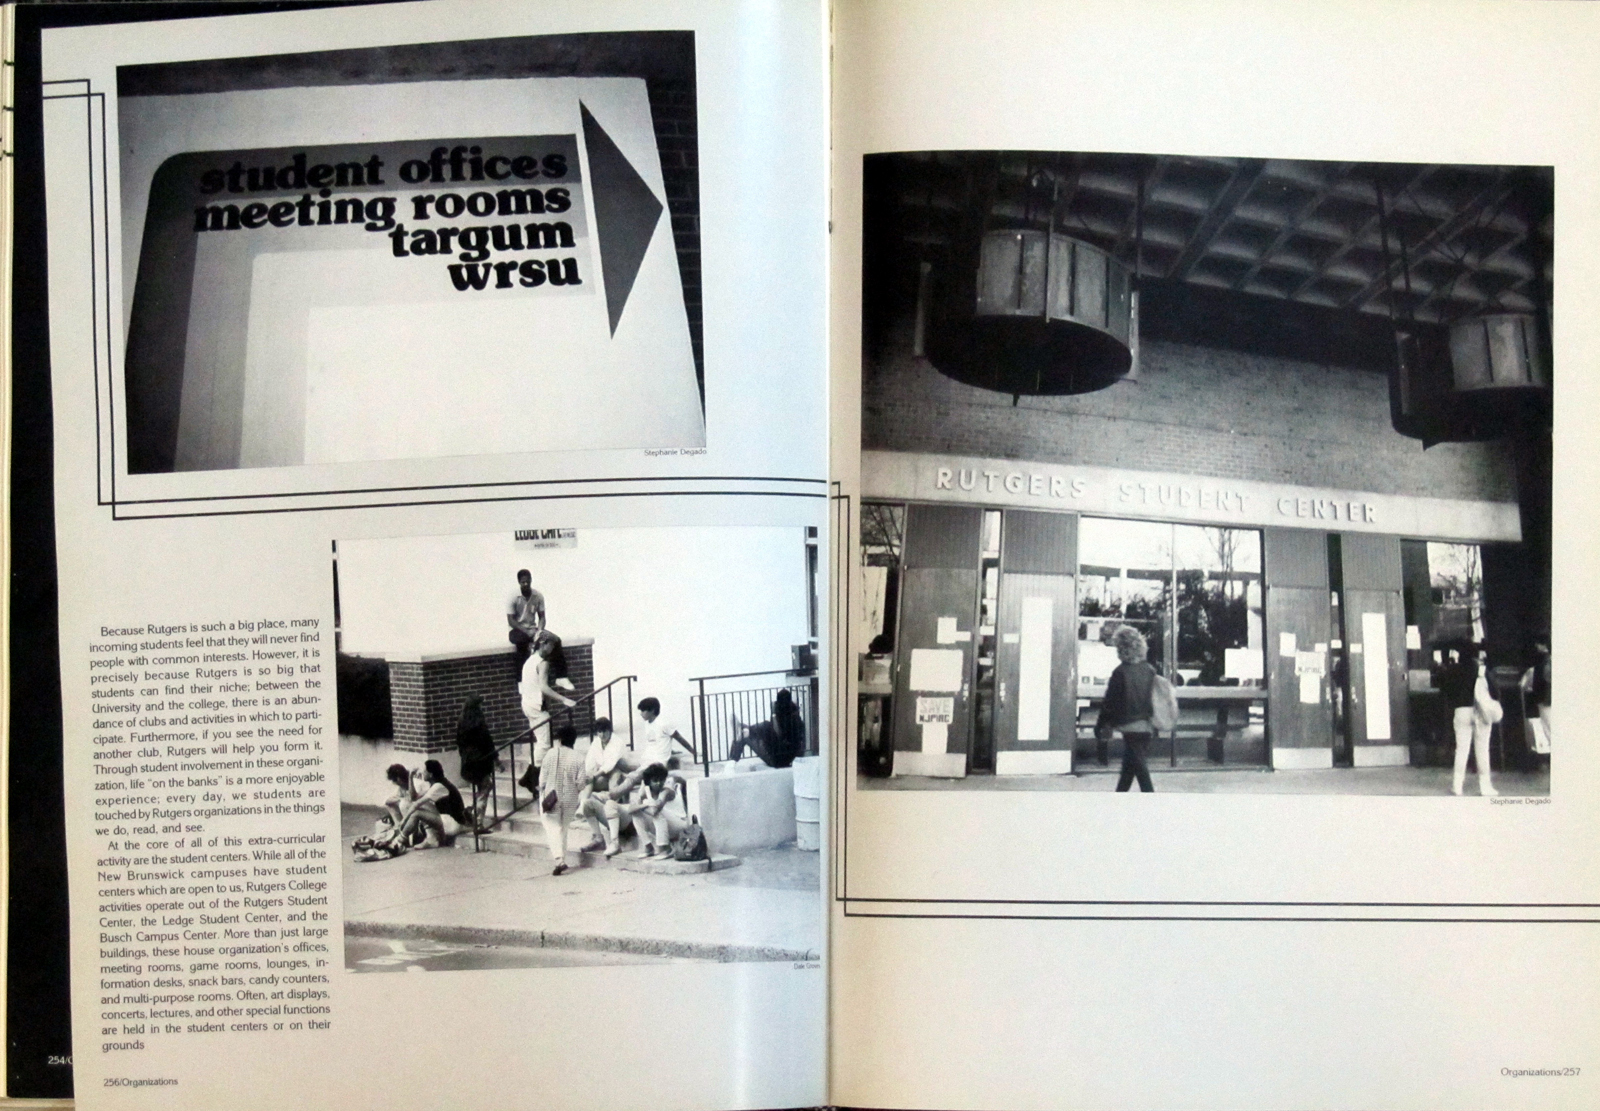 student offices
meeting rooms
targum
wrsu
Stephanie Degado
LEDGE CAFE
Because Rutgers is such a big place, many
incoming students feel that they will never find
people with common interests. However, it is
precisely because Rutgers is so big that
students can find their niche; between the
University and the college, there is an abun-
dance of clubs and activities in which to parti-
cipate. Furthermore, if you see the need for
another club, Rutgers will help you form it.
Through student involvement in these organi-
zation, life "on the banks" is a more enjoyable
experience; every day, we students are
touched by Rutgers organizations in the things
we do, read, and see.
At the core of all of this extra-curricular
activity are the student centers. While all of the
New Brunswick campuses have student
centers which are open to us, Rutgers College
activities operate out of the Rutgers Student
Center, the Ledge Student Center, and the
Busch Campus Center. More than just large
buildings, these house organization's offices,
meeting rooms, game rooms, lounges, in-
formation desks, snack bars, candy counters,
and multi-purpose rooms. Often, art displays,
concerts, lectures, and other special functions
are held in the student centers or on their
grounds
254/
256/Organizations
RUTGERS STUDENT CENTER
NJPIRG
SAVE
NJPIRG
Stephanie Degado
Organizations/257